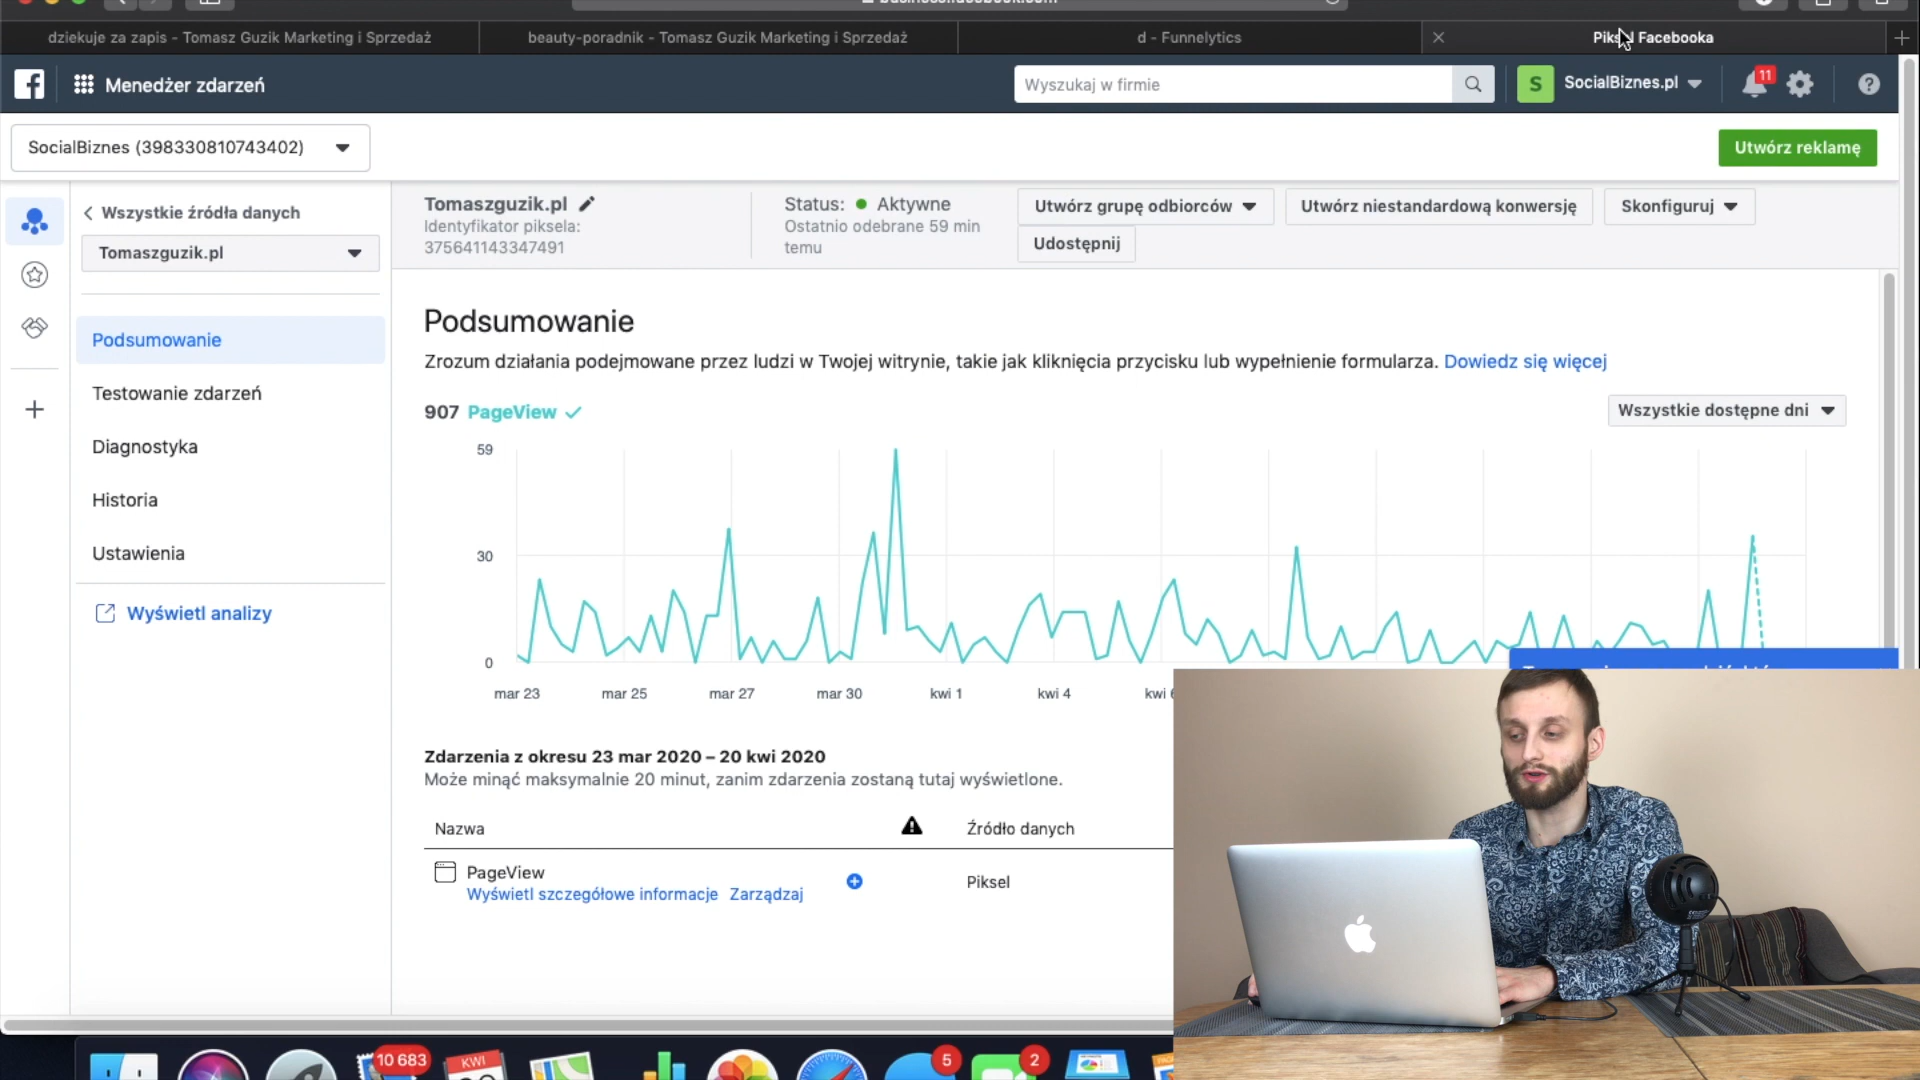 dziekuje za zapis - Tomasz Guzik Marketing i Sprzedaż
beauty-poradnik - Tomasz Guzik Marketing i Sprzedaż
d - Funnelytics
Piksel Facebooka
Menedżer zdarzeń
Wyszukaj w firmie
S
SocialBiznes.pl
11
SocialBiznes (398330810743402)
Utwórz reklamę
Wszystkie źródła danych
Tomaszguzik.pl
Podsumowanie
Testowanie zdarzeń
Diagnostyka
Historia
Ustawienia
Wyświetl analizy
Tomaszguzik.pl
Identyfikator piksela:
375641143347491
Status: Aktywne
Ostatnio odebrane 59 min
temu
Utwórz grupę odbiorców
Utwórz niestandardową konwersję
Skonfiguruj
Udostępnij
Podsumowanie
Zrozum działania podejmowane przez ludzi w Twojej witrynie, takie jak kliknięcia przycisku lub wypełnienie formularza. Dowiedz się więcej
907 PageView
Wszystkie dostępne dni
59
30
0
mar 23
mar 25
mar 27
mar 30
kwi 1
kwi 4
kwi 6
Zdarzenia z okresu 23 mar 2020 – 20 kwi 2020
Może minąć maksymalnie 20 minut, zanim zdarzenia zostaną tutaj wyświetlone.
Nazwa
Źródło danych
PageView
Wyświetl szczegółowe informacje Zarządzaj
Piksel
10 683
KWI
5
2